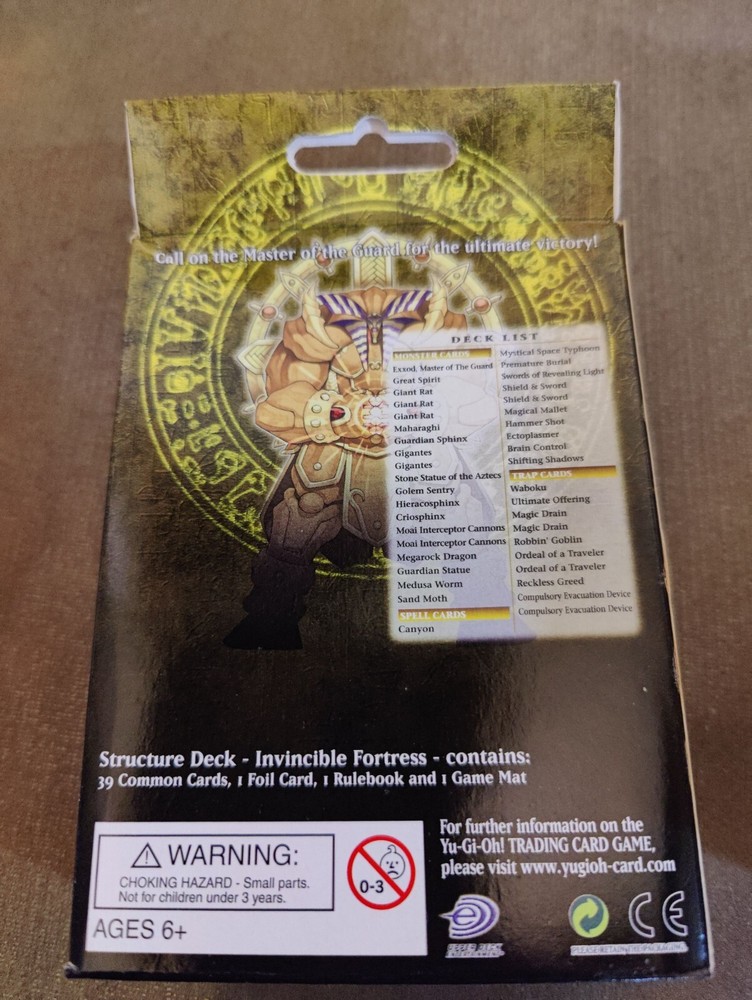 Call on the Master of the Guard for the ultimate victory!
DECK LIST
MONSTER CARDS
Exxod, Master of The Guard
Great Spirit
Giant Rat
Giant Rat
Giant Rat
Maharaghi
Guardian Sphinx
Gigantes
Gigantes
Stone Statue of the Aztecs
Golem Sentry
Hieracosphinx
Criosphinx
Moai Interceptor Cannons
Moai Interceptor Cannons
Megarock Dragon
Guardian Statue
Medusa Worm
Sand Moth
SPELL CARDS
Canyon
Mystical Space Typhoon
Premature Burial
Swords of Revealing Light
Shield & Sword
Shield & Sword
Magical Mallet
Hammer Shot
Ectoplasmer
Brain Control
Shifting Shadows
TRAP CARDS
Waboku
Ultimate Offering
Magic Drain
Magic Drain
Robbin' Goblin
Ordeal of a Traveler
Ordeal of a Traveler
Reckless Greed
Compulsory Evacuation Device
Compulsory Evacuation Device
Structure Deck - Invincible Fortress - contains:
39 Common Cards, 1 Foil Card, 1 Rulebook and 1 Game Mat
WARNING:
CHOKING HAZARD - Small parts.
Not for children under 3 years.
0-3
AGES 6+
For further information on the
Yu-Gi-Oh! TRADING CARD GAME,
please visit www.yugioh-card.com
CE
PLEASE RETAIN THE PACKAGING